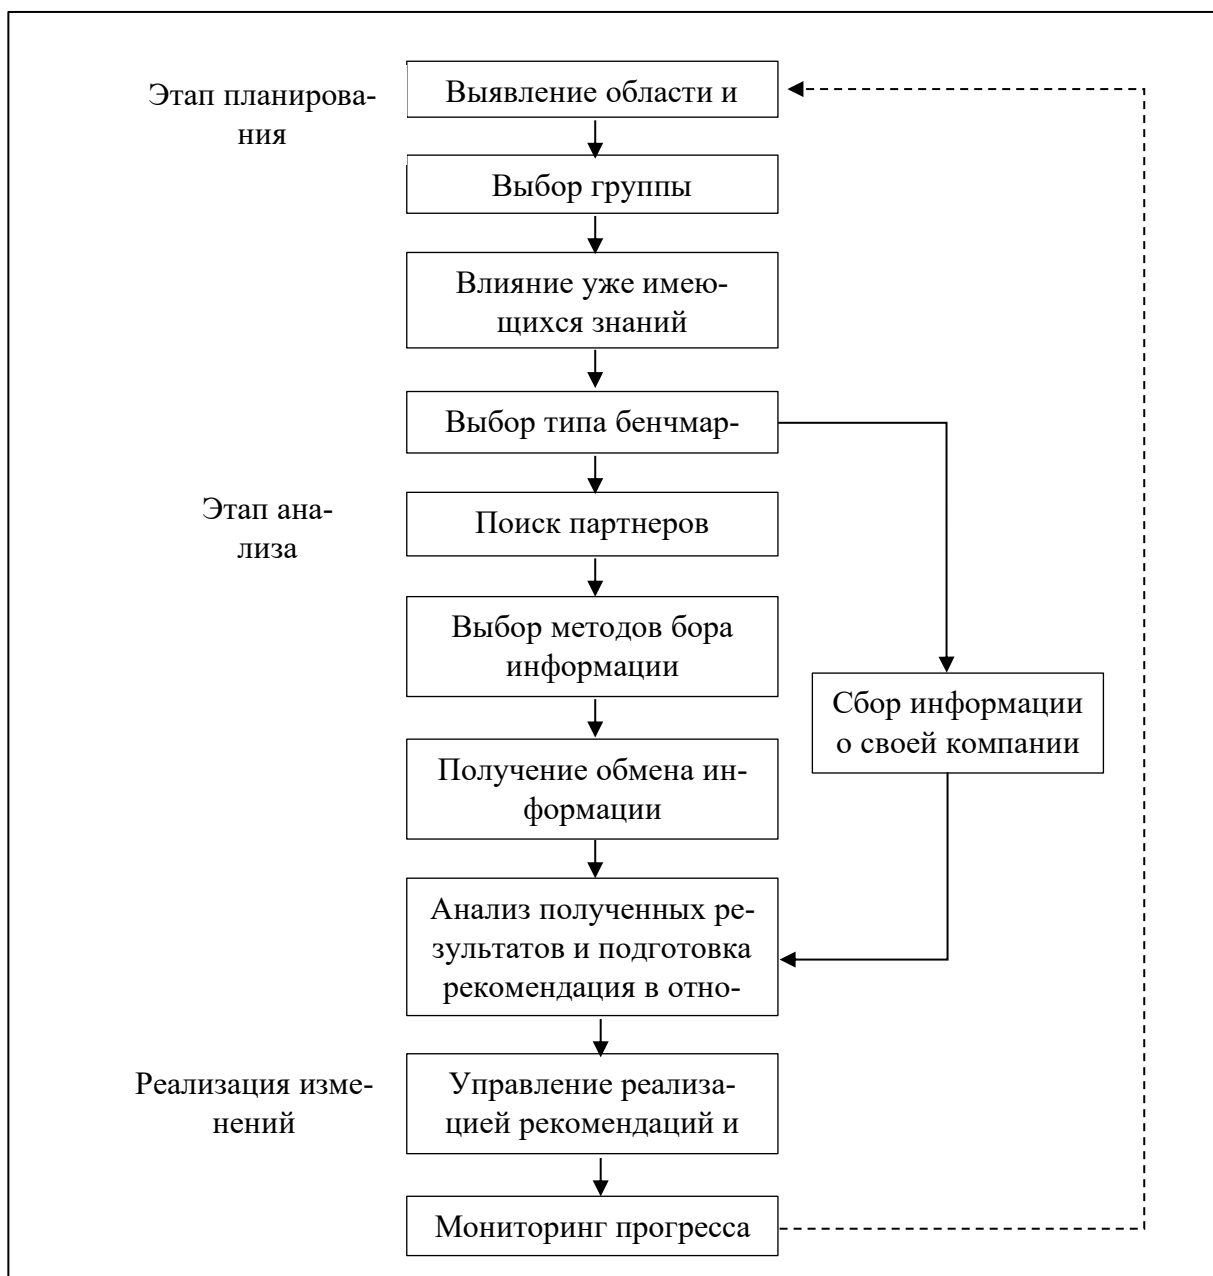 Этап планирова-
ния
Выявление области и
Выбор группы
Влияние уже имею-
щихся знаний
Выбор типа бенчмар-
Этап ана-
лиза
Поиск партнеров
Выбор методов бора
информации
Сбор информации
о своей компании
Получение обмена ин-
формации
Анализ полученных ре-
зультатов и подготовка
рекомендация в отно-
Реализация изме-
нений
Управление реализа-
цией рекомендаций и
Мониторинг прогресса